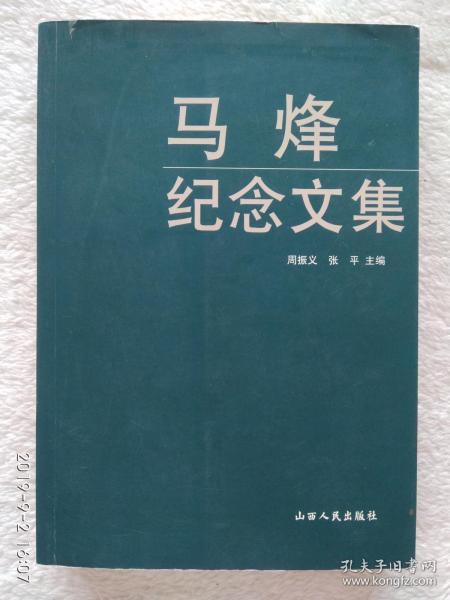 马 烽
纪念文集
周振义 张 平 主编
山西人民出版社
2019-9-2 16:07
孔夫子旧书网
www.kongfz.com